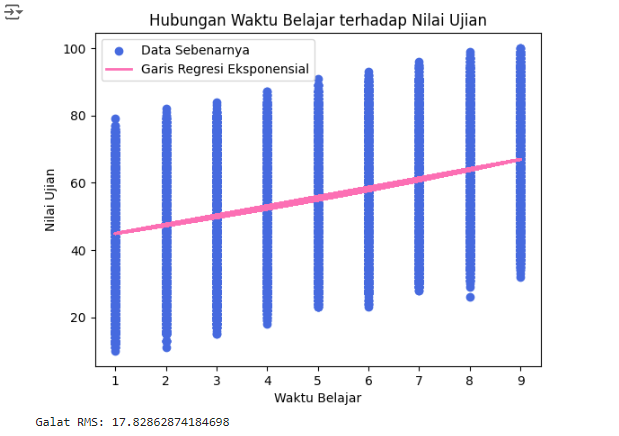 Hubungan Waktu Belajar terhadap Nilai Ujian
Data Sebenarnya
Garis Regresi Eksponensial
100
80
60
40
20
Nilai Ujian
1 2 3 4 5 6 7 8 9
Waktu Belajar
Galat RMS: 17.82862874184698